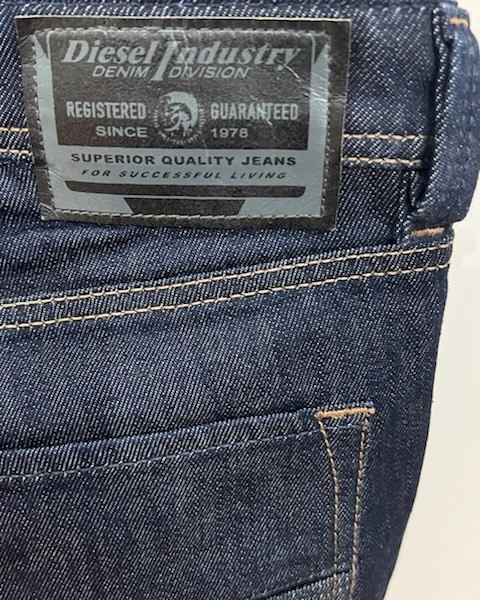 Diesel Industry
DENIM DIVISION
REGISTERED GUARANTEED
SINCE 1978
SUPERIOR QUALITY JEANS
FOR SUCCESSFUL LIVING